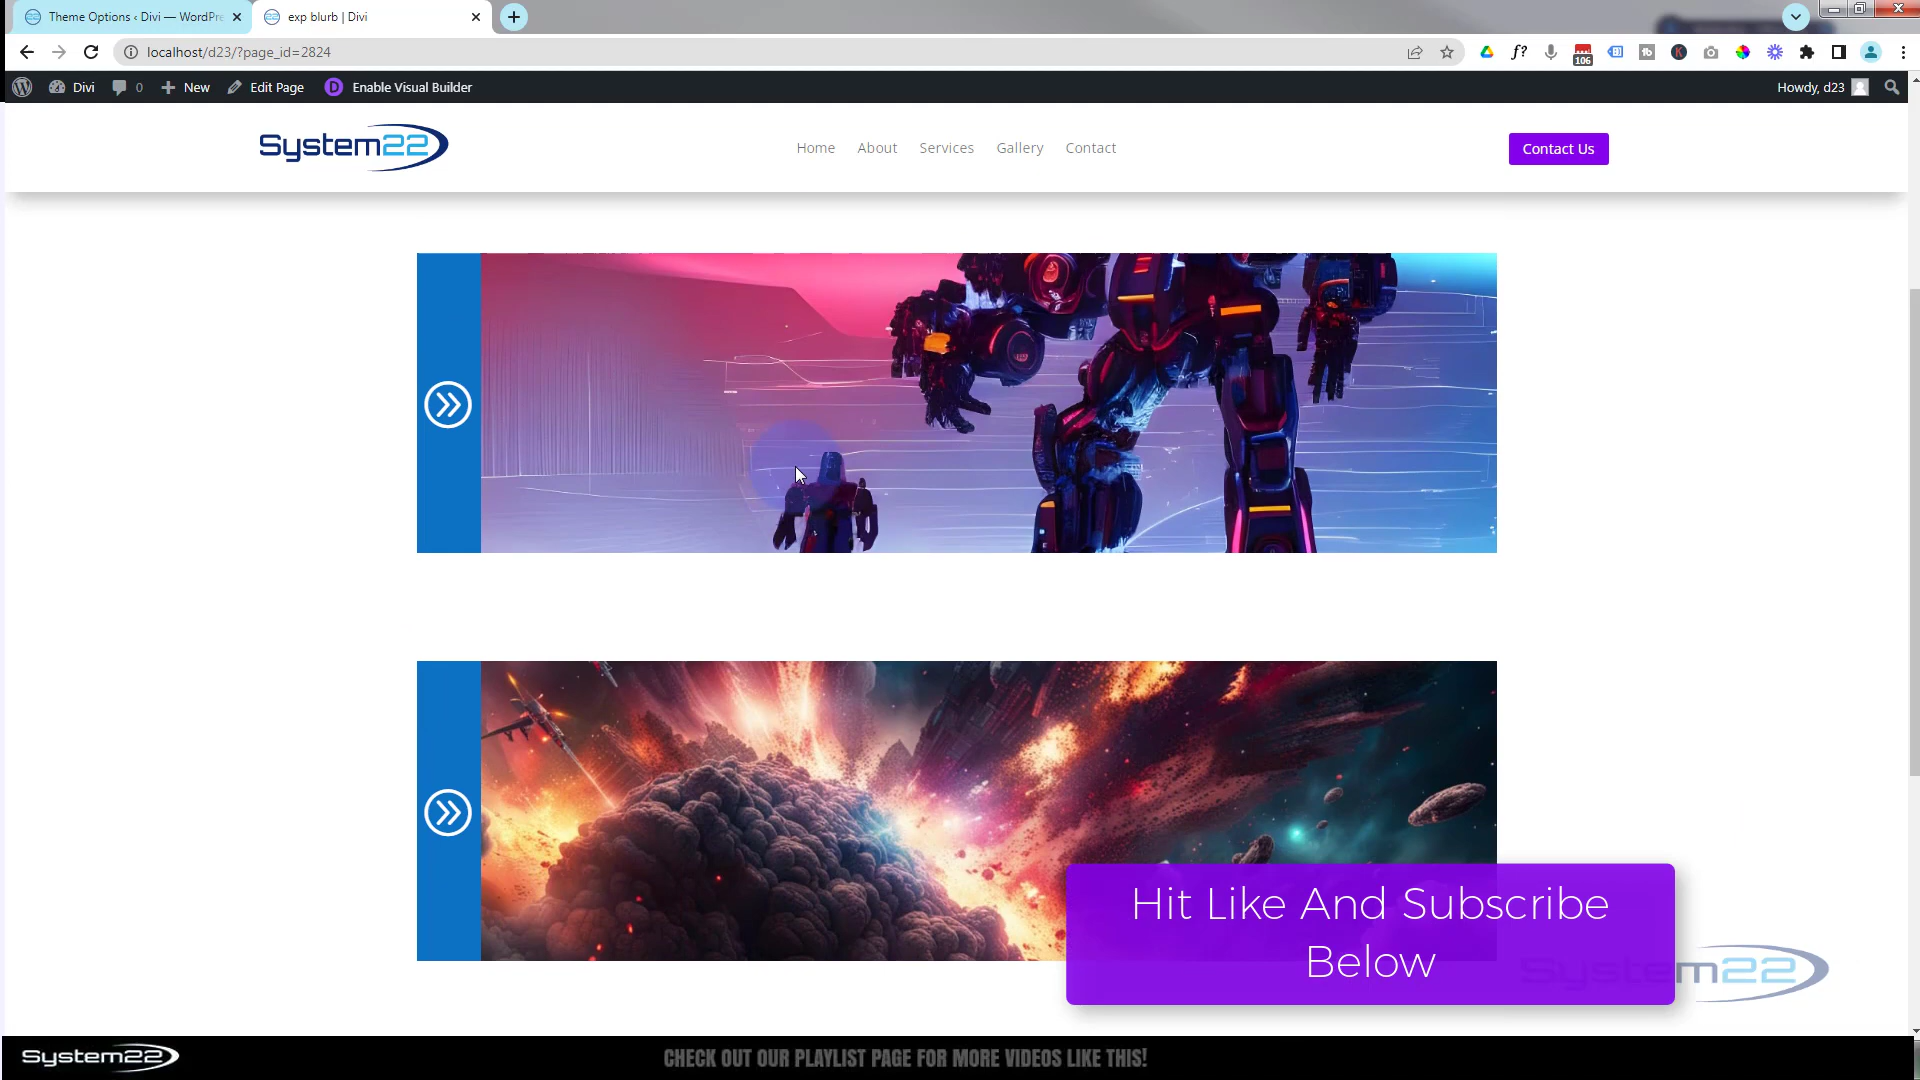 Theme Options ‹ Divi — WordPre
exp blurb | Divi
localhost/d23/?page_id=2824
106
Divi
0
New
Edit Page
D
Enable Visual Builder
Howdy, d23
System22
Home
About
Services
Gallery
Contact
Contact Us
Hit Like And Subscribe
Below
System22
System22
CHECK OUT OUR PLAYLIST PAGE FOR MORE VIDEOS LIKE THIS!